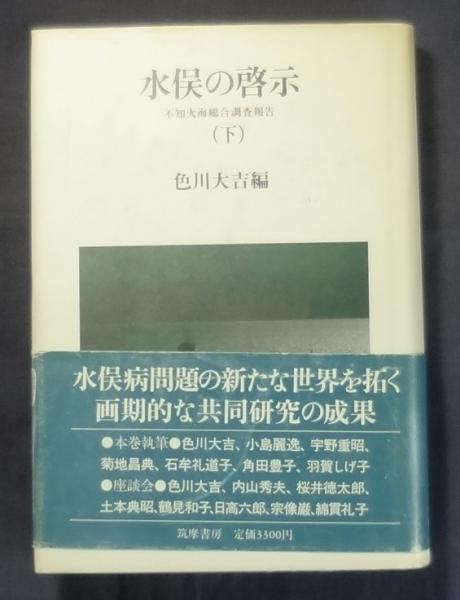 水俣の啓示
不知火海総合調査報告
（下）
色川大吉編
水俣病問題の新たな世界を拓く
画期的な共同研究の成果
●本巻執筆●色川大吉、小島麗逸、宇野重昭、
菊地昌典、石牟礼道子、角田豊子、羽賀しげ子
●座談会●色川大吉、内山秀夫、桜井徳太郎、
土本典昭、鶴見和子、日高六郎、宗像巌、綿貫礼子
筑摩書房 定価3300円